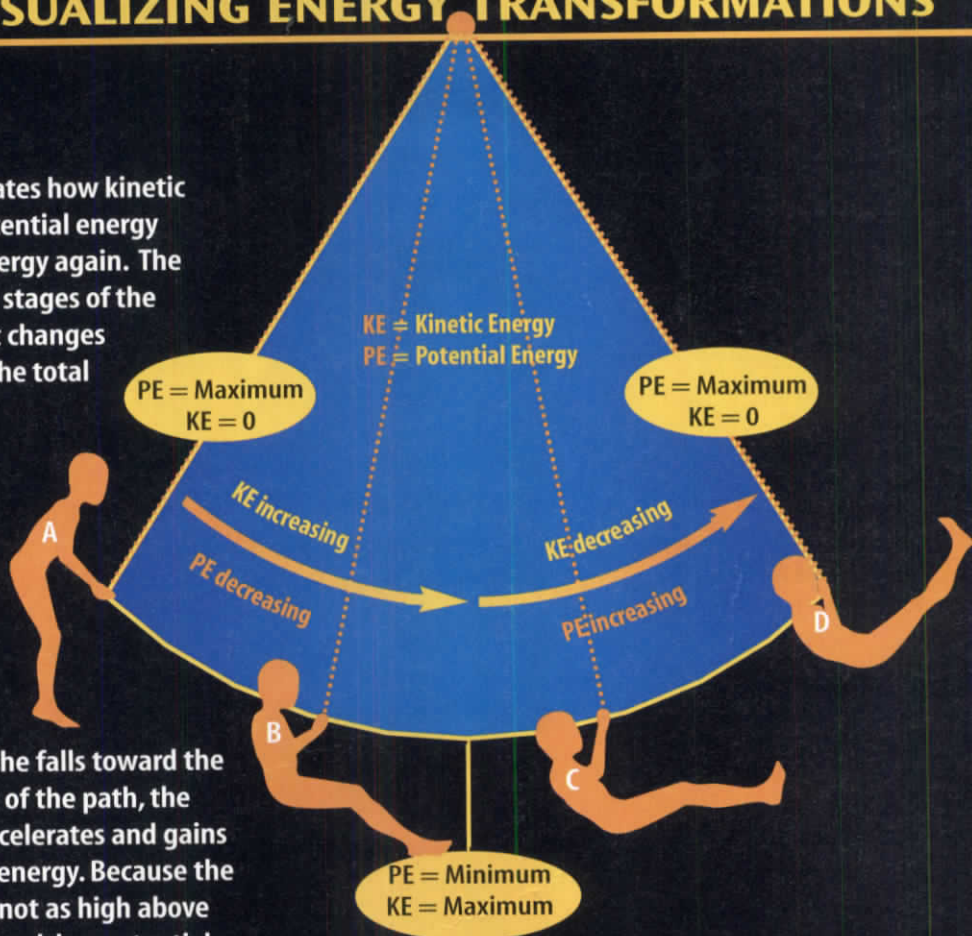 SUALIZING ENERGY TRANSFORMATIONS
ates how kinetic
tential energy
ergy again. The
stages of the
changes
he total
KE = Kinetic Energy
PE = Potential Energy
PE = Maximum
KE = 0
PE = Maximum
KE = 0
A
KE increasing
PE decreasing
KE decreasing
PE increasing
D
B
C
he falls toward the
of the path, the
celerates and gains
energy. Because the
not as high above
PE = Minimum
KE = Maximum